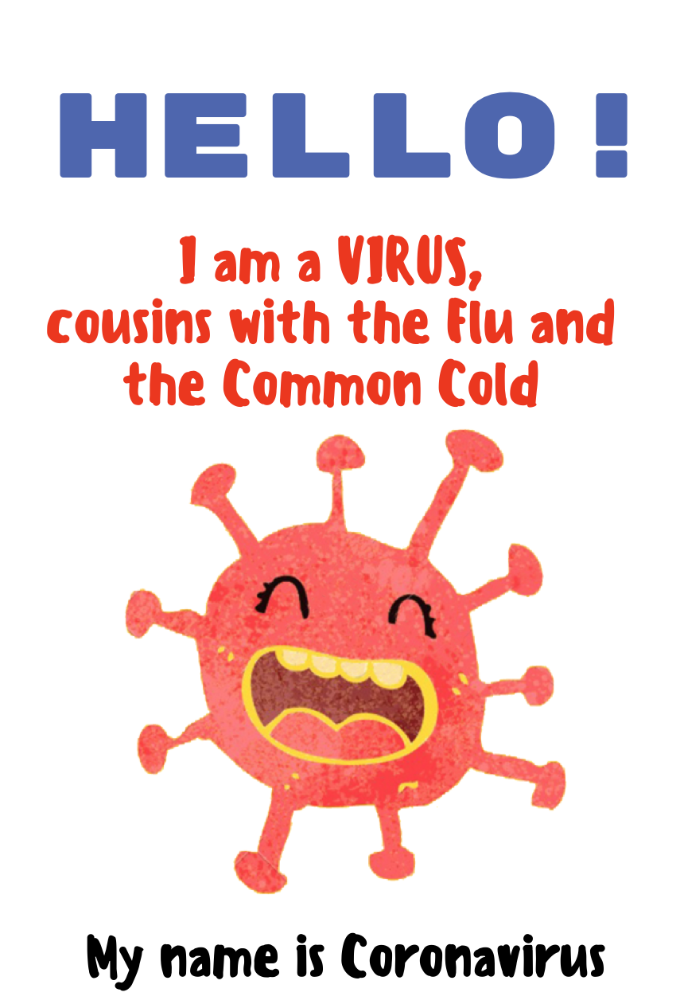 HELLO!
I am a VIRUS,
cousins with the Flu and
the Common Cold
My name is Coronavirus